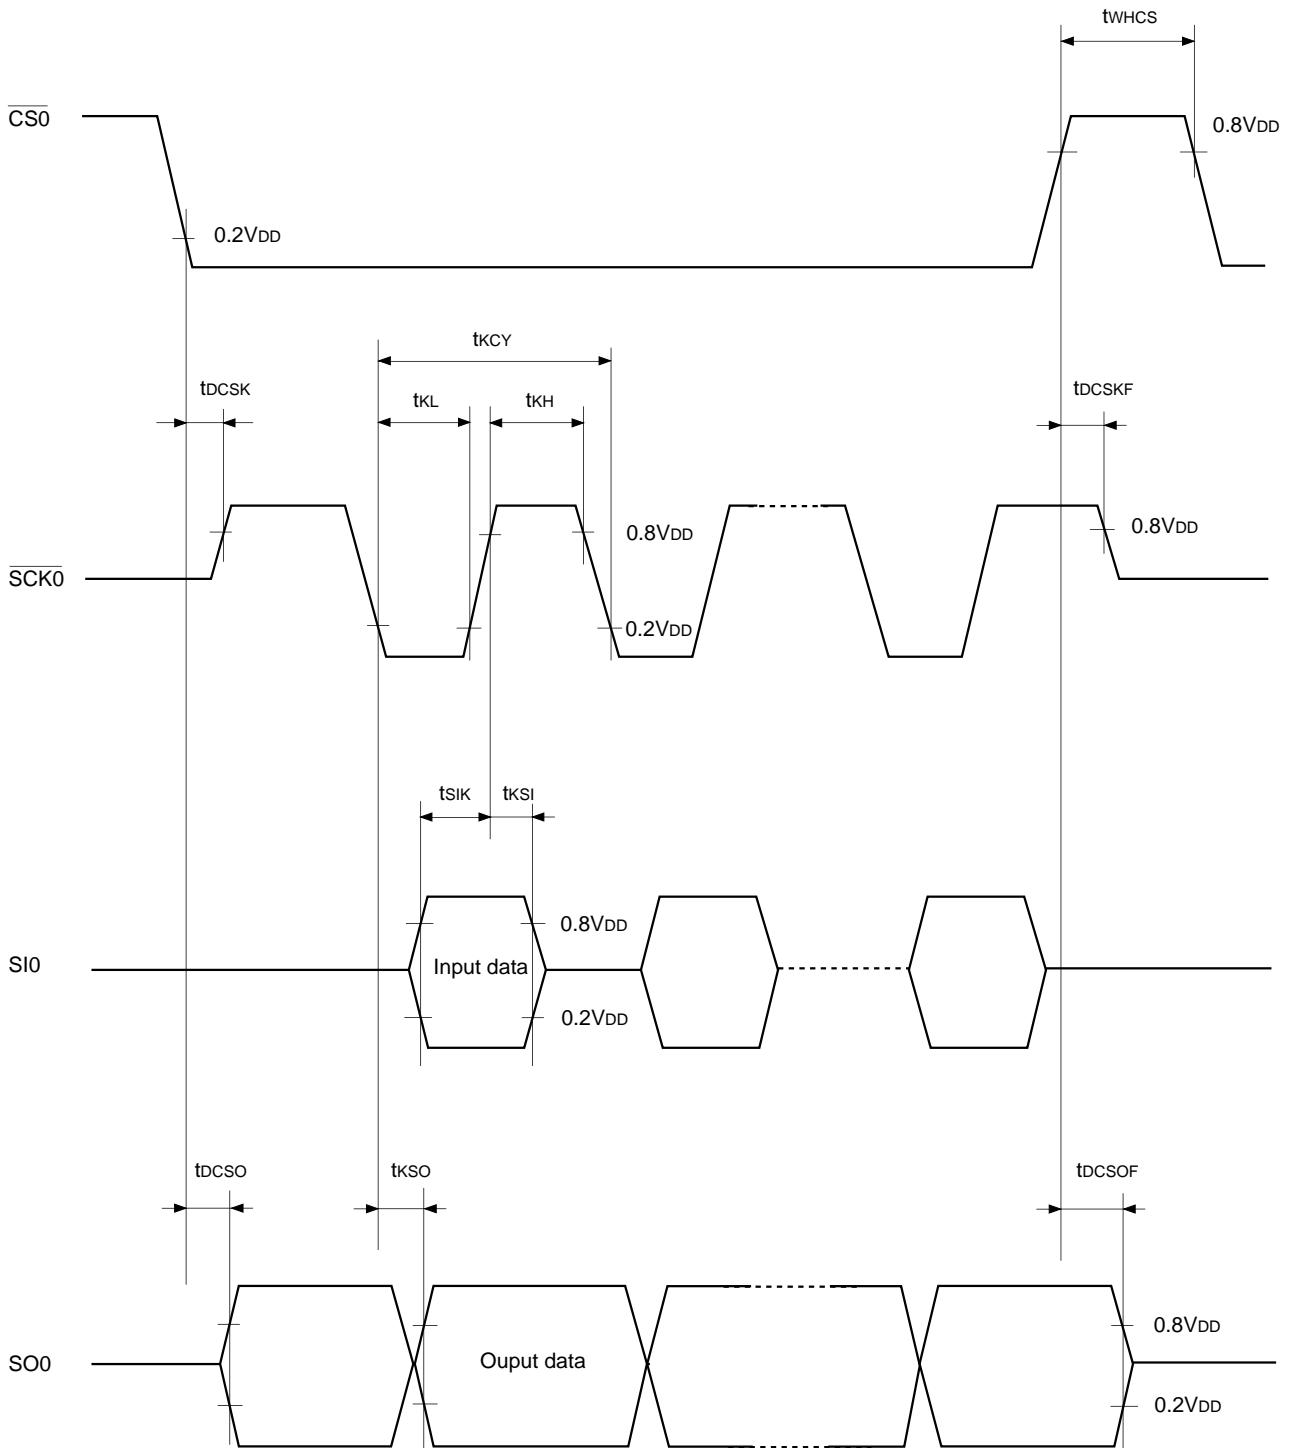 tWHCS
CS0
0.8VDD
0.2VDD
tKCY
tDCSK
tKL
tKH
tDCSKF
0.8VDD
0.8VDD
SCK0
0.2VDD
tSIK
tKSI
0.8VDD
SI0
Input data
0.2VDD
tDCSO
tKSO
tDCSOF
0.8VDD
SO0
Ouput data
0.2VDD